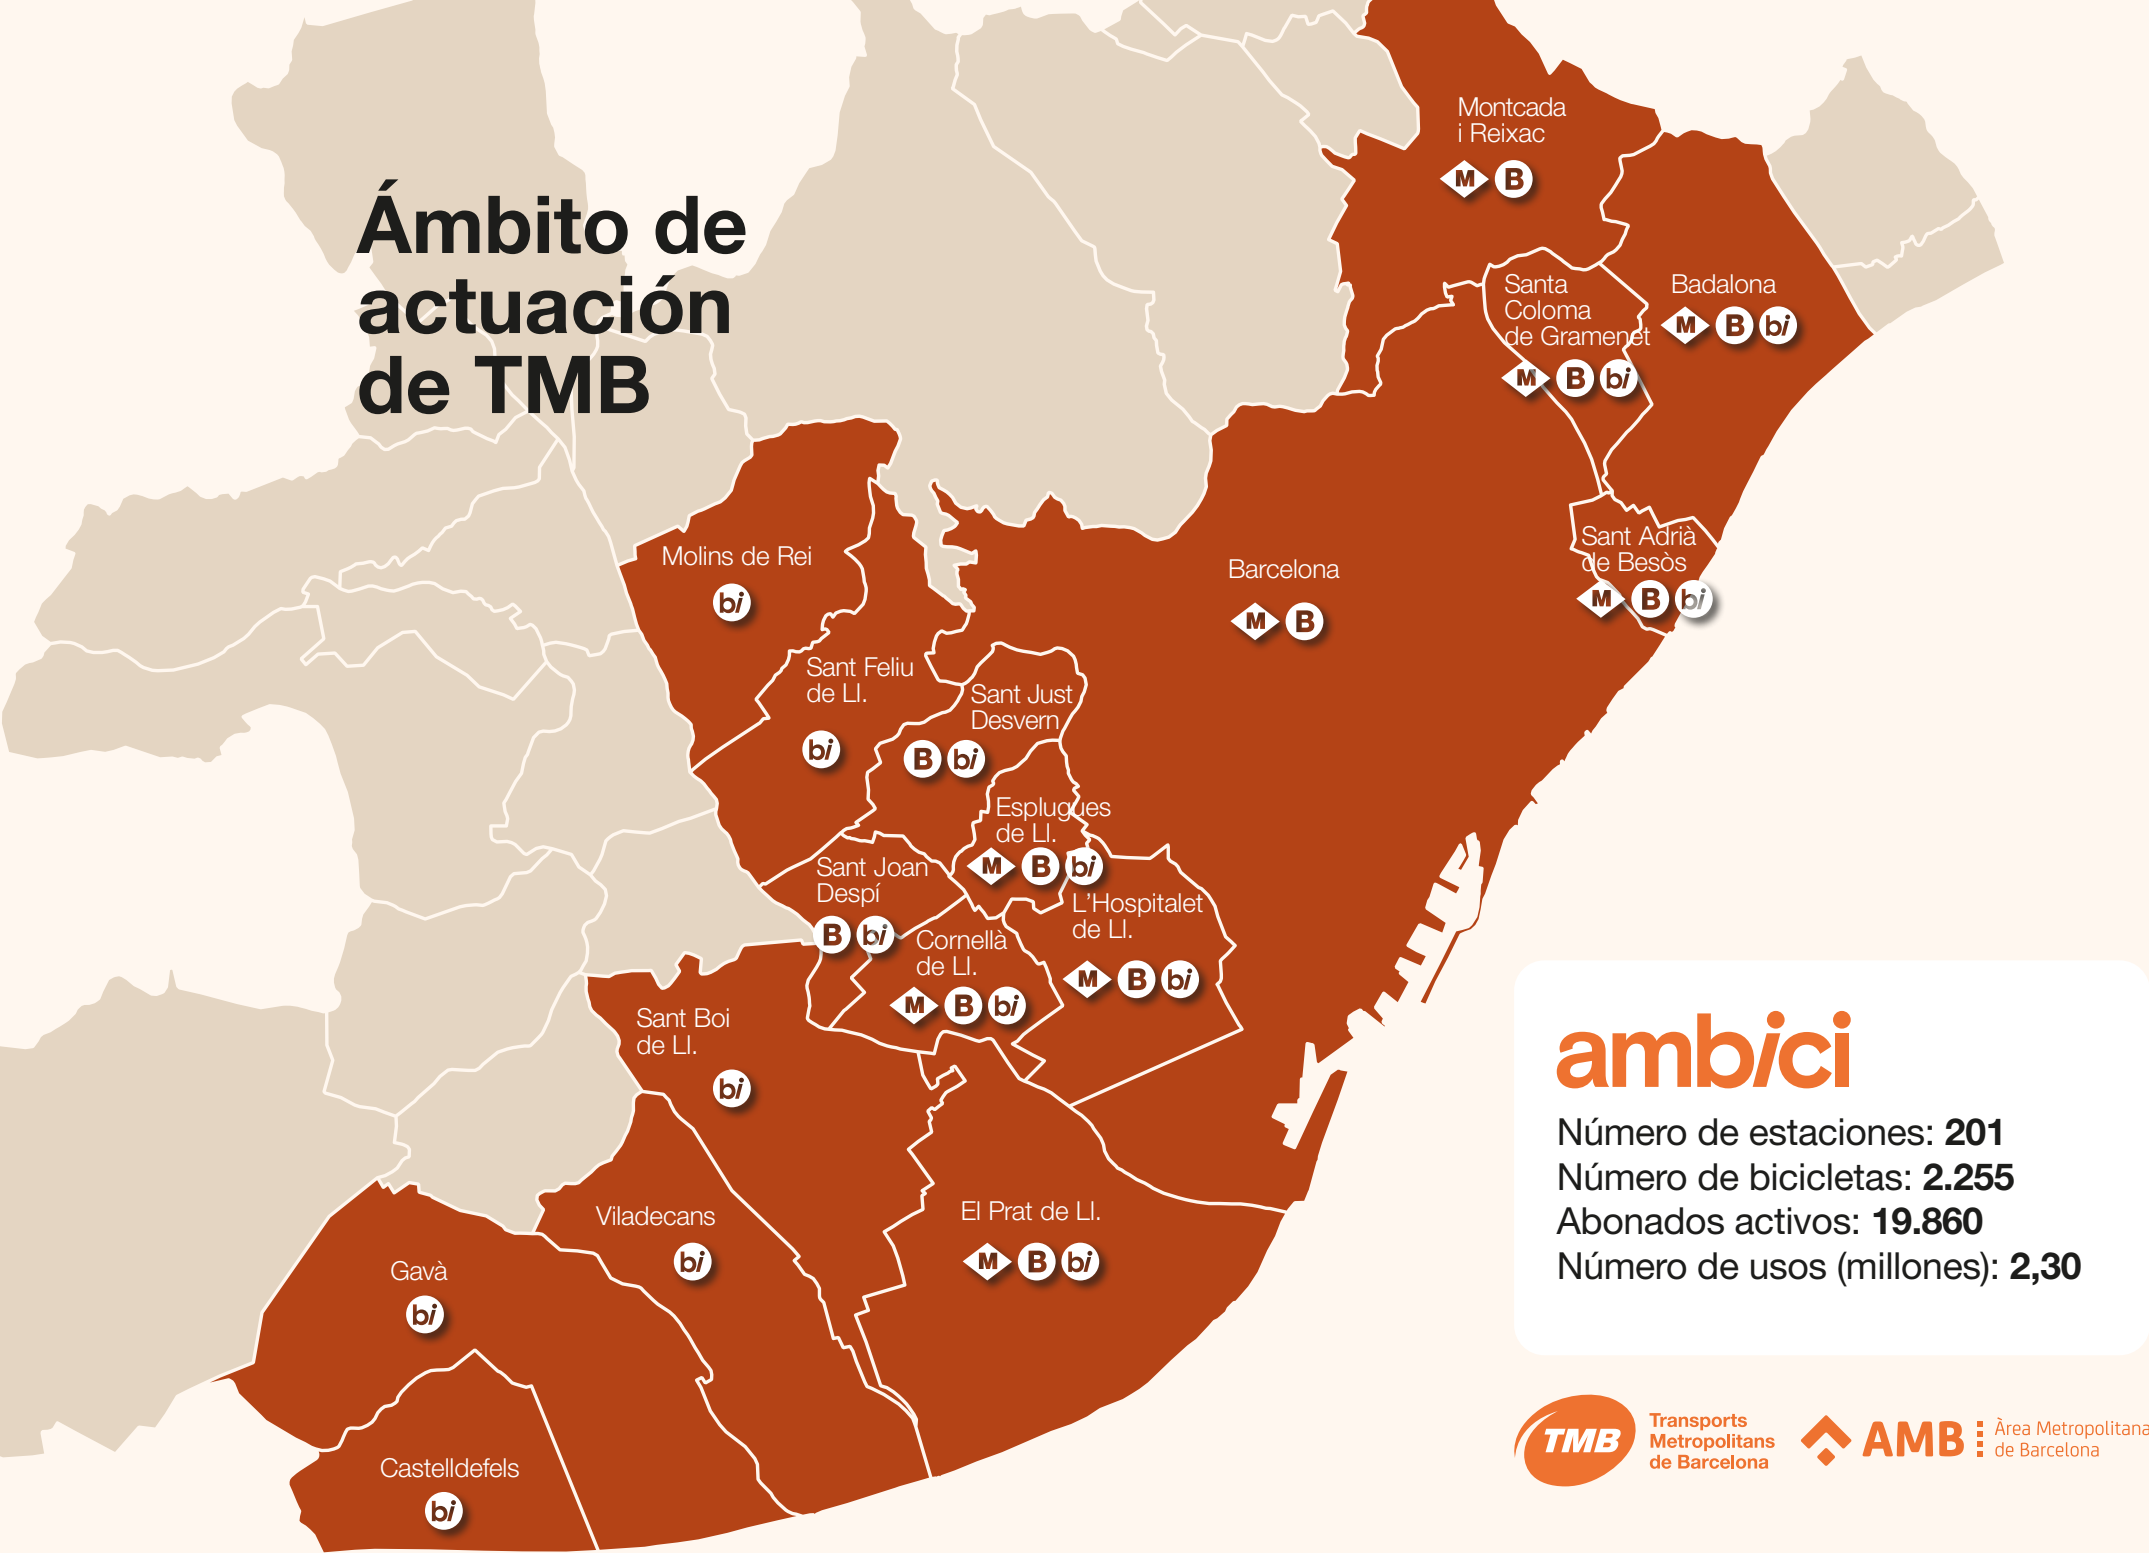 Ámbito de
actuación
de TMB
Montcada
i Reixac
M B
Santa
Coloma
de Gramenet
M B bi
Badalona
M B bi
Sant Adrià
de Besòs
M B bi
Barcelona
M B
Molins de Rei
bi
Sant Feliu
de Ll.
bi
Sant Just
Desvern
B bi
Esplugues
de Ll.
M B bi
Sant Joan
Despí
B bi
L'Hospitalet
de Ll.
M B bi
Cornellà
de Ll.
M B bi
Sant Boi
de Ll.
bi
Viladecans
bi
El Prat de Ll.
M B bi
Gavà
bi
Castelldefels
bi
ambici
Número de estaciones: 201
Número de bicicletas: 2.255
Abonados activos: 19.860
Número de usos (millones): 2,30
TMB
Transports
Metropolitans
de Barcelona
AMB
Àrea Metropolitana
de Barcelona